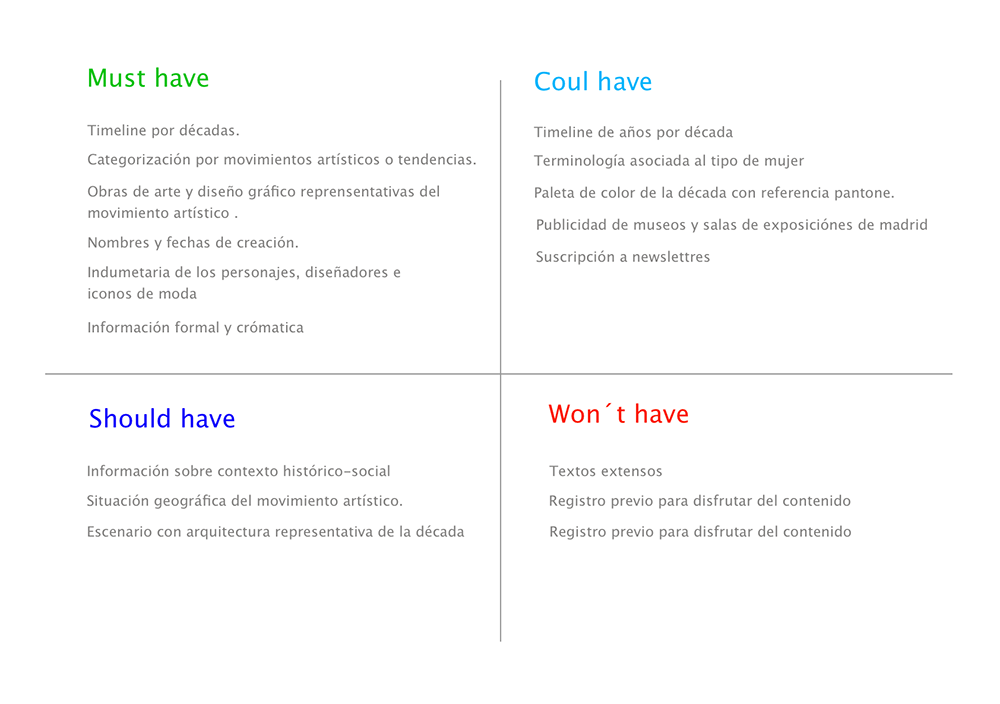 Must have
Timeline por décadas.
Categorización por movimientos artísticos o tendencias.
Obras de arte y diseño gráfico reprensentativas del
movimiento artístico .
Nombres y fechas de creación.
Indumetaria de los personajes, diseñadores e
iconos de moda
Información formal y crómatica
Coul have
Timeline de años por década
Terminología asociada al tipo de mujer
Paleta de color de la década con referencia pantone.
Publicidad de museos y salas de exposiciónes de madrid
Suscripción a newslettres
Should have
Información sobre contexto histórico-social
Situación geográfica del movimiento artístico.
Escenario con arquitectura representativa de la década
Won´t have
Textos extensos
Registro previo para disfrutar del contenido
Registro previo para disfrutar del contenido